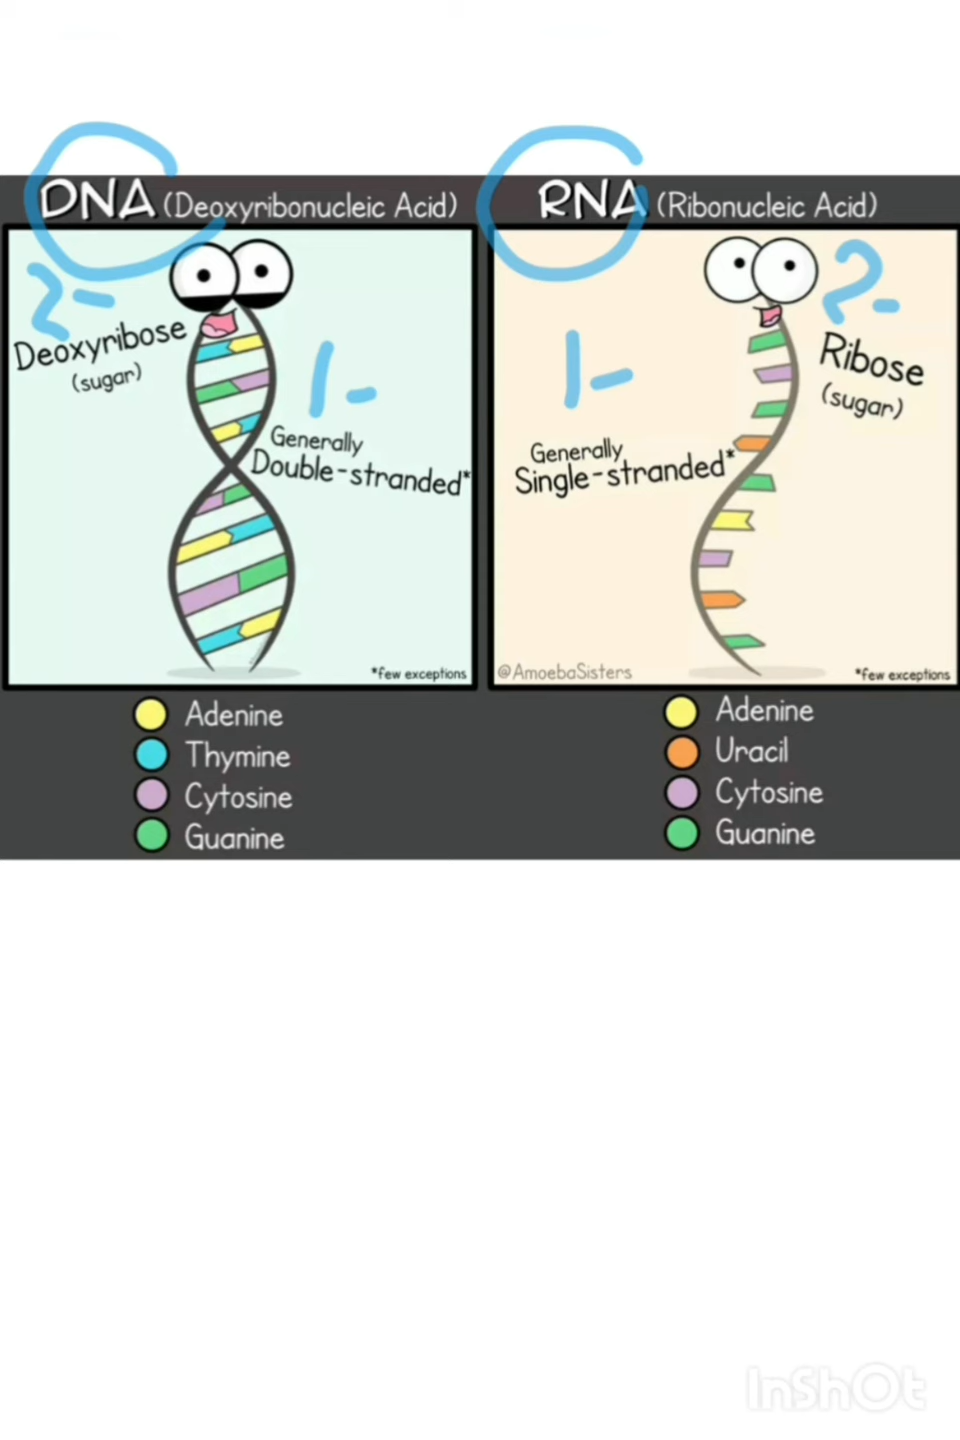 DNA (Deoxyribonucleic Acid)
2-
Deoxyribose
(sugar)
1-
Generally
Double-stranded*
*few exceptions
Adenine
Thymine
Cytosine
Guanine
RNA (Ribonucleic Acid)
1-
Generally
Single-stranded*
2-
Ribose
(sugar)
@AmoebaSisters
*few exceptions
Adenine
Uracil
Cytosine
Guanine
InShOt